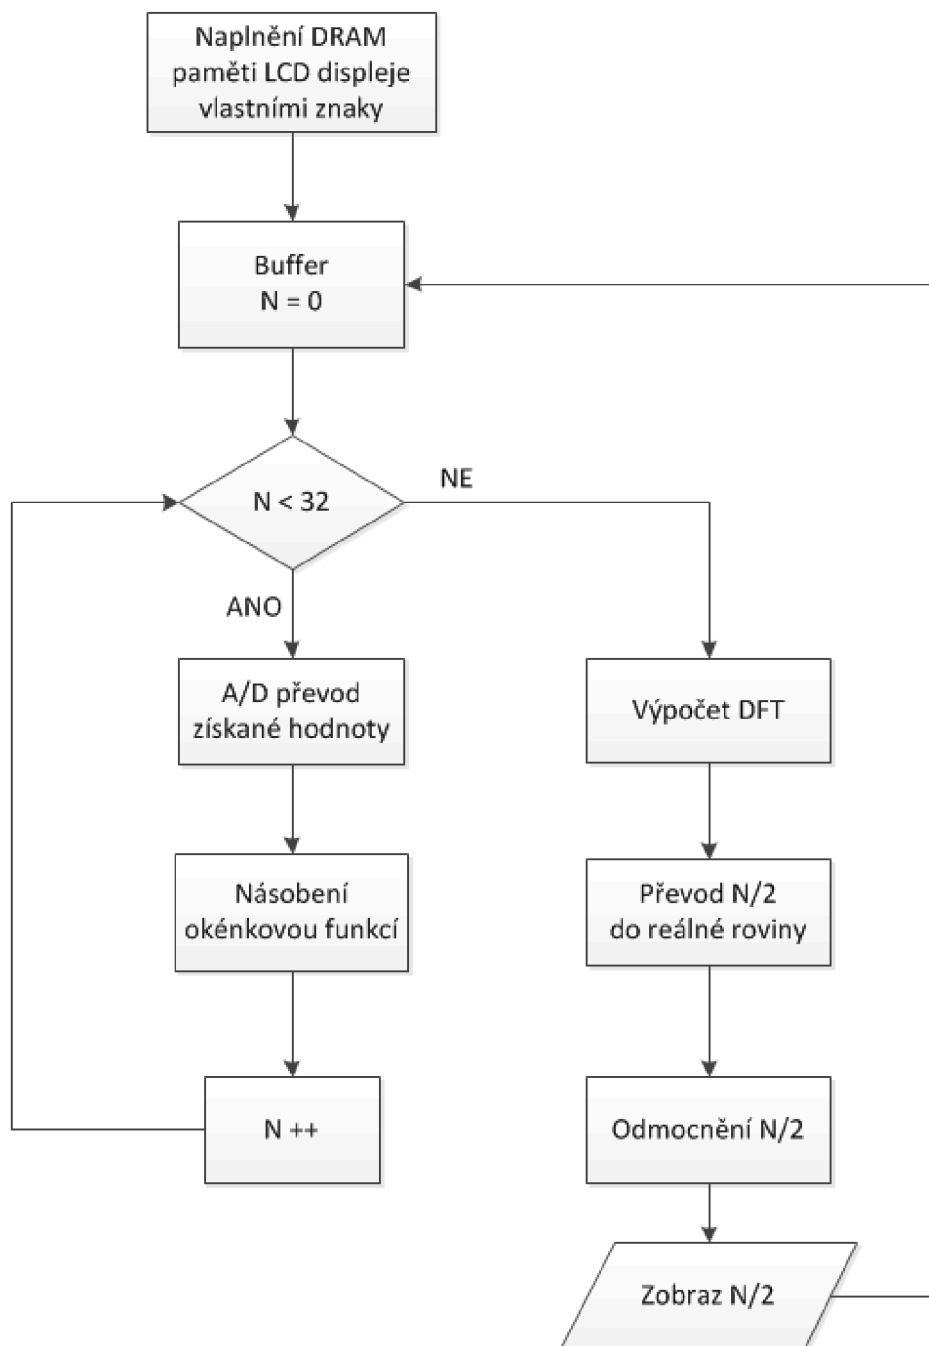 Naplnění DRAM
paměti LCD displeje
vlastními znaky
Buffer
N = 0
N < 32
NE
ANO
A/D převod
získané hodnoty
Násobení
okénkovou funkcí
N ++
Výpočet DFT
Převod N/2
do reálné roviny
Odmocnění N/2
Zobraz N/2